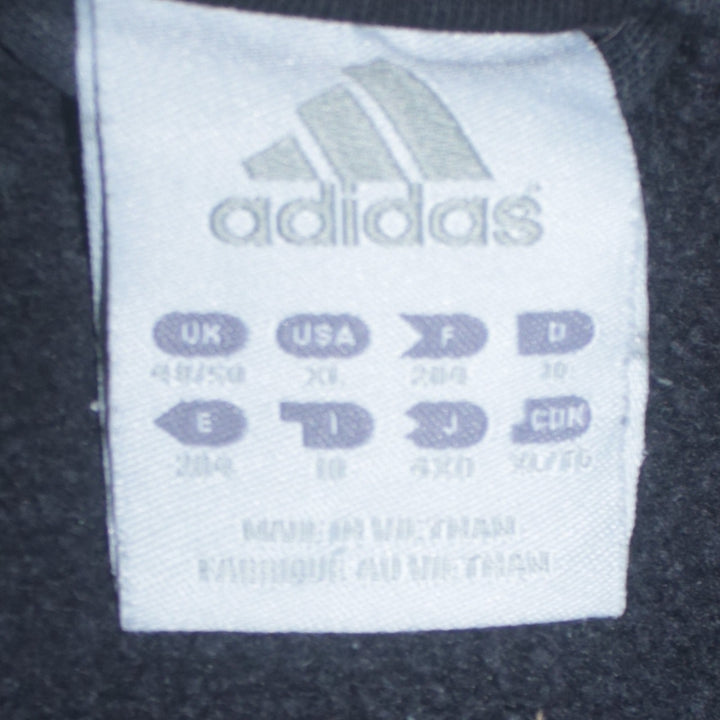 adidas
UK USA F D
48/50 XL 204 10
E I J CDN
204 10 4XO XL/TG
MADE IN VIETNAM
FABRIQUÉ AU VIETNAM